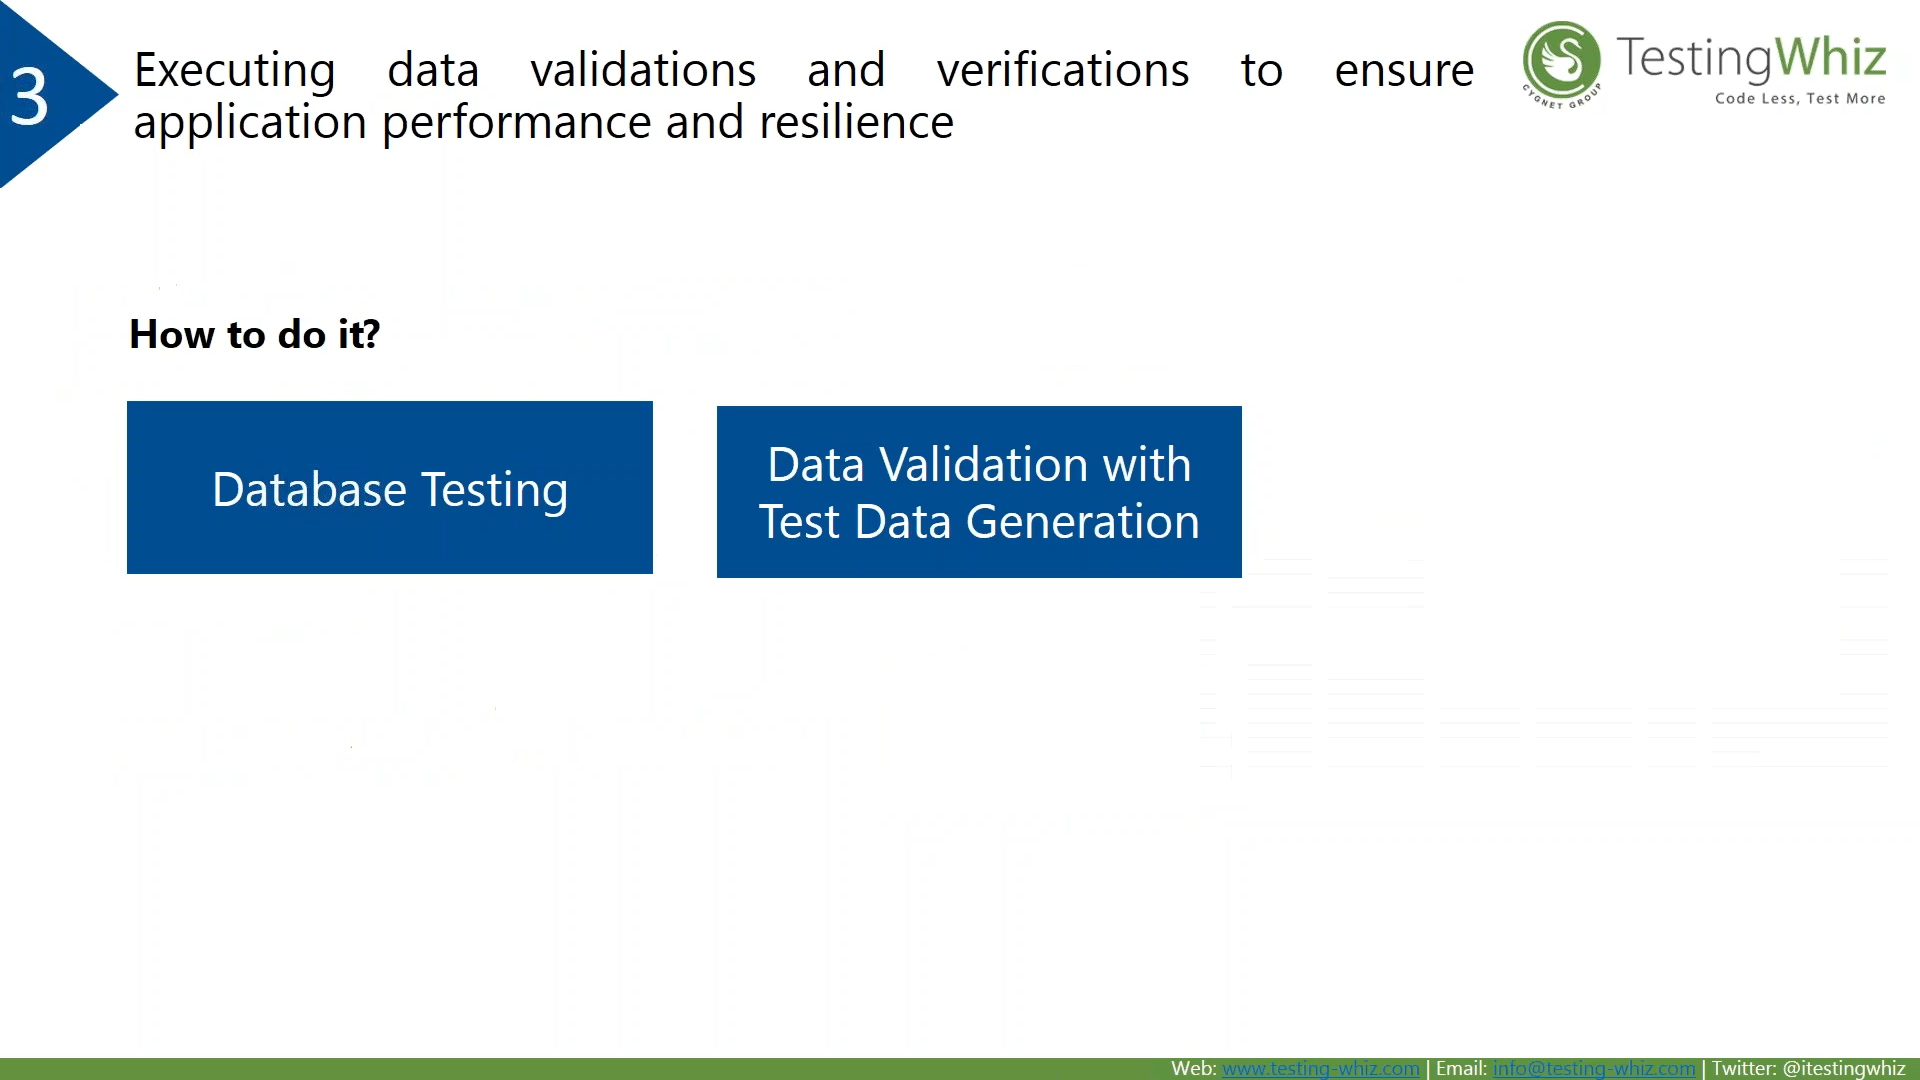 3
Executing data validations and verifications to ensure
application performance and resilience
CYGNET GROUP
TestingWhiz
Code Less, Test More
How to do it?
Database Testing
Data Validation with
Test Data Generation
Web: www.testing-whiz.com | Email: info@testing-whiz.com | Twitter: @itestingwhiz